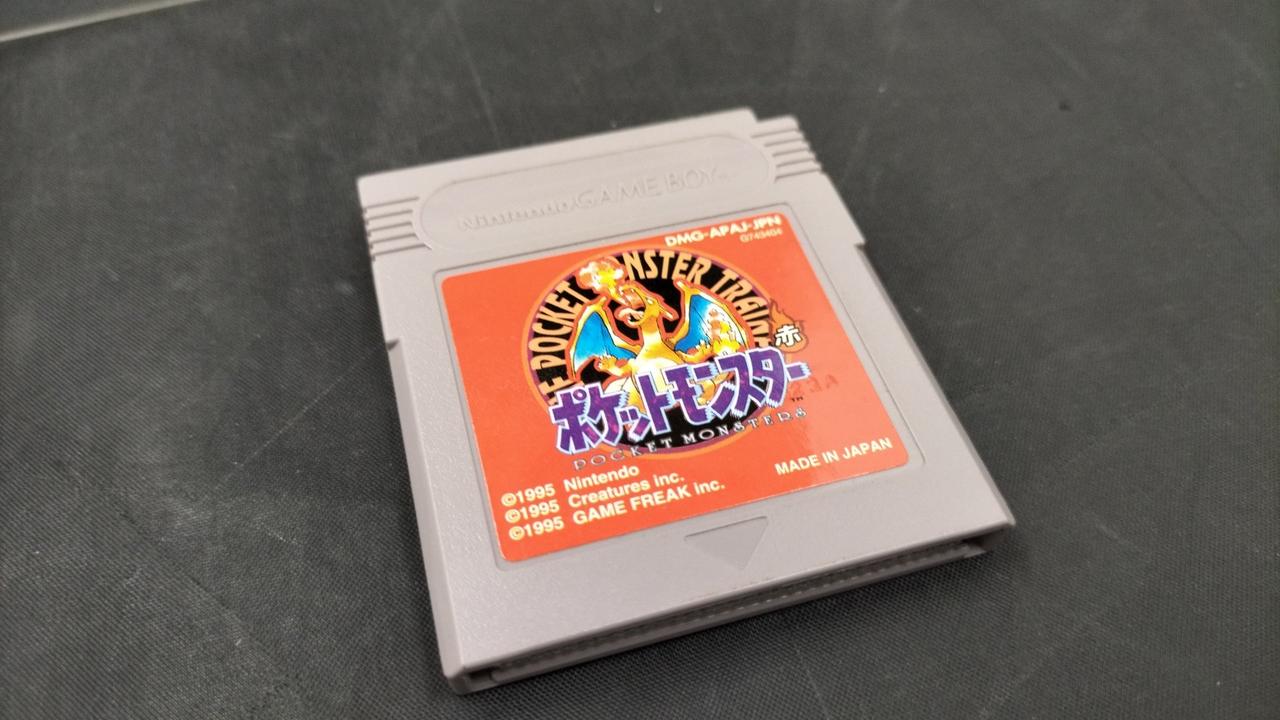 Nintendo GAME BOY
DMG-APAJ-JPN
G743404
POCKET MONSTER TRAINER
赤
ポケットモンスター
TM
POCKET MONSTERS
©1995 Nintendo
©1995 Creatures inc.
©1995 GAME FREAK inc.
MADE IN JAPAN